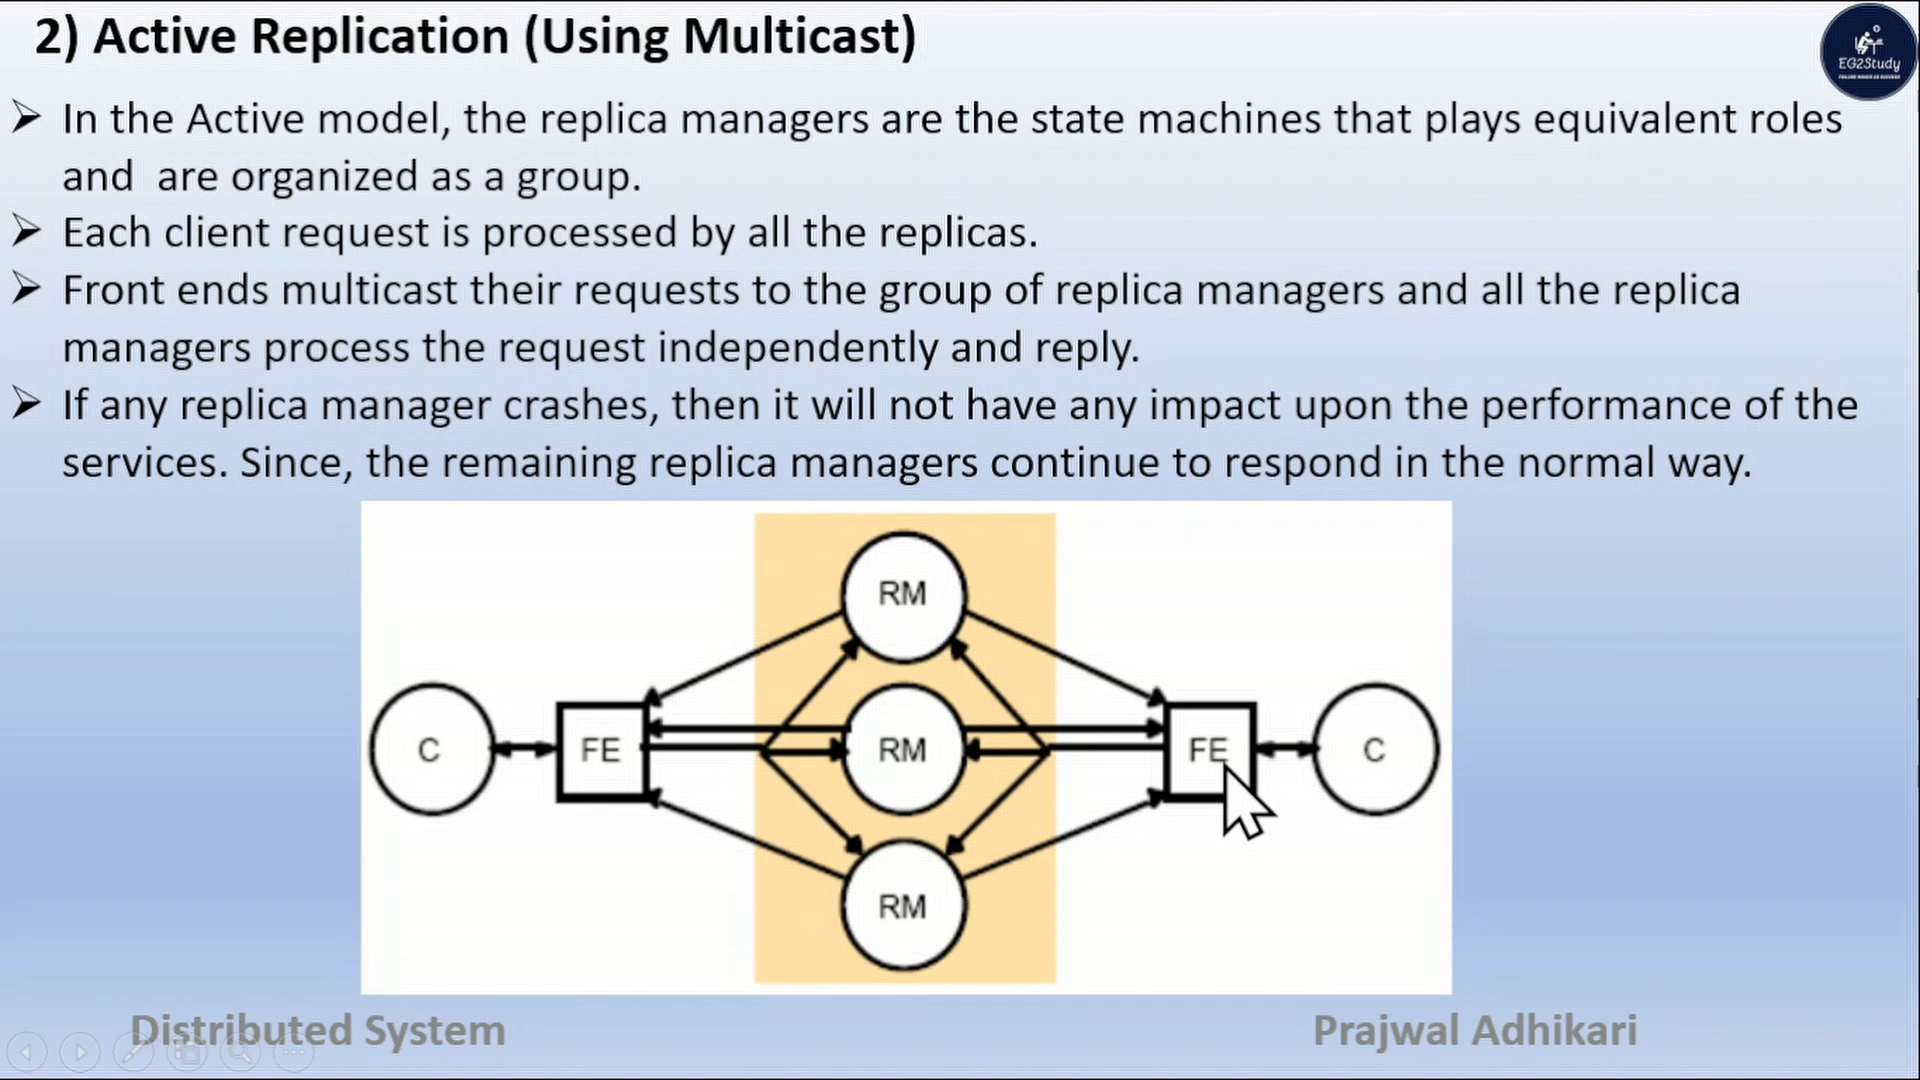 2) Active Replication (Using Multicast)
EG2Study
FAILURE MAKES US SUCCESS
In the Active model, the replica managers are the state machines that plays equivalent roles
and are organized as a group.
Each client request is processed by all the replicas.
Front ends multicast their requests to the group of replica managers and all the replica
managers process the request independently and reply.
If any replica manager crashes, then it will not have any impact upon the performance of the
services. Since, the remaining replica managers continue to respond in the normal way.
RM
C FE RM FE C
RM
Distributed System
Prajwal Adhikari